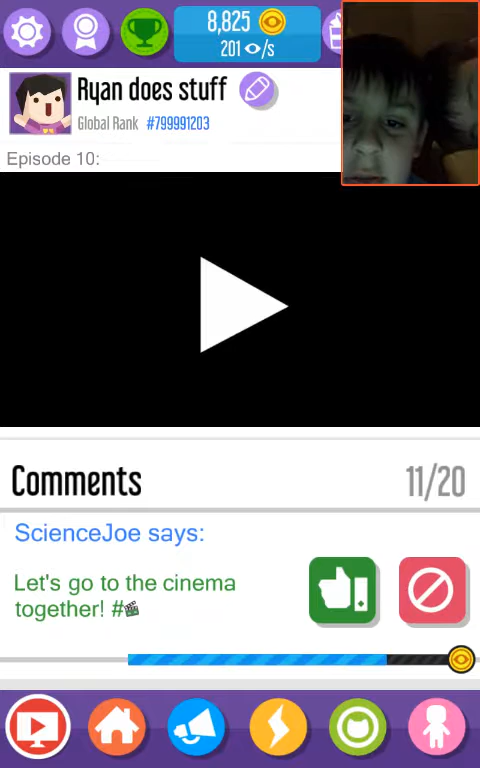 8,825
201 /s
Ryan does stuff
Global Rank #799991203
Episode 10:
Comments 11/20
ScienceJoe says:
Let's go to the cinema
together! #🎬